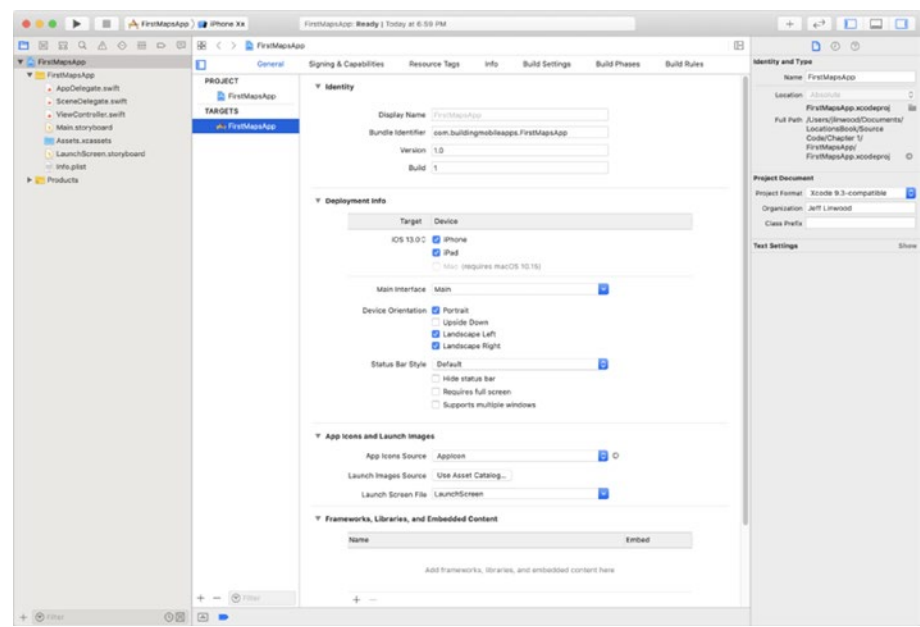 FirstMapsApp
iPhone Xʀ
FirstMapsApp: Ready | Today at 6:59 PM
FirstMapsApp
FirstMapsApp
FirstMapsApp
AppDelegate.swift
SceneDelegate.swift
ViewController.swift
Main.storyboard
Assets.xcassets
LaunchScreen.storyboard
Info.plist
Products
Filter
General Signing & Capabilities Resource Tags Info Build Settings Build Phases Build Rules
PROJECT
FirstMapsApp
TARGETS
FirstMapsApp
Filter
Identity
Display Name FirstMapsApp
Bundle Identifier com.buildingmobileapps.FirstMapsApp
Version 1.0
Build 1
Deployment Info
Target Device
iOS 13.0 iPhone
iPad
Mac (requires macOS 10.15)
Main Interface Main
Device Orientation Portrait
Upside Down
Landscape Left
Landscape Right
Status Bar Style Default
Hide status bar
Requires full screen
Supports multiple windows
App Icons and Launch Images
App Icons Source AppIcon
Launch Images Source Use Asset Catalog...
Launch Screen File LaunchScreen
Frameworks, Libraries, and Embedded Content
Name Embed
Add frameworks, libraries, and embedded content here
Identity and Type
Name FirstMapsApp
Location Absolute
FirstMapsApp.xcodeproj
Full Path /Users/jlinwood/Documents/
LocationsBook/Source
Code/Chapter 1/
FirstMapsApp/
FirstMapsApp.xcodeproj
Project Document
Project Format Xcode 9.3-compatible
Organization Jeff Linwood
Class Prefix
Text Settings Show